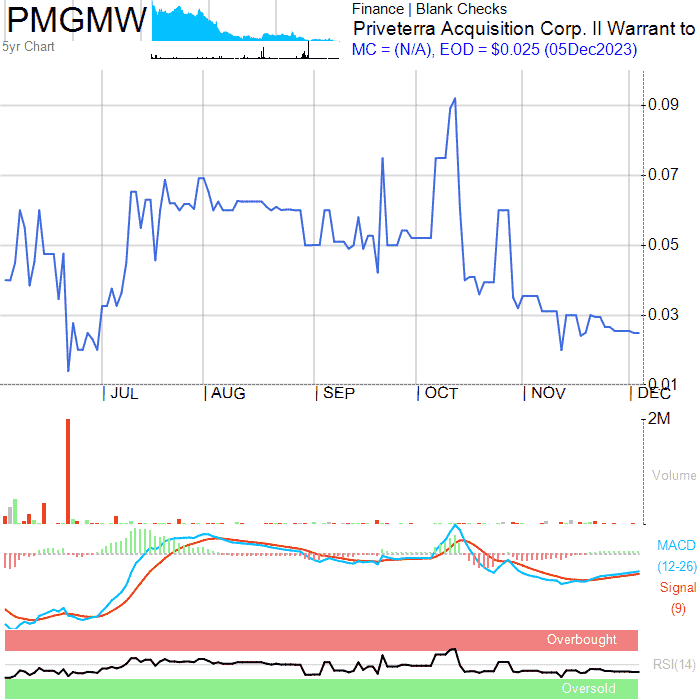 PMGMW
5yr Chart
Finance | Blank Checks
Priveterra Acquisition Corp. II Warrant to
MC = (N/A), EOD = $0.025 (05Dec2023)
0.09
0.07
0.05
0.03
0.01
| JUL | AUG | SEP | OCT | NOV | DEC
2M
Volume
MACD
(12-26)
Signal
(9)
Overbought
RSI(14)
Oversold